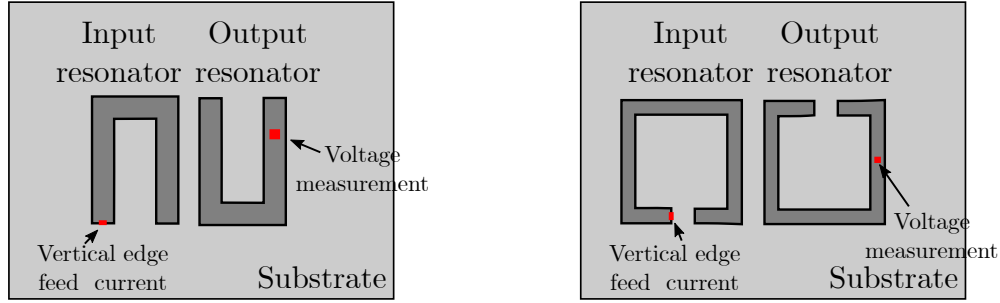 Input
resonator
Output
resonator
Voltage
measurement
Vertical edge
feed current
Substrate
Input
resonator
Output
resonator
Voltage
measurement
Vertical edge
feed current
Substrate